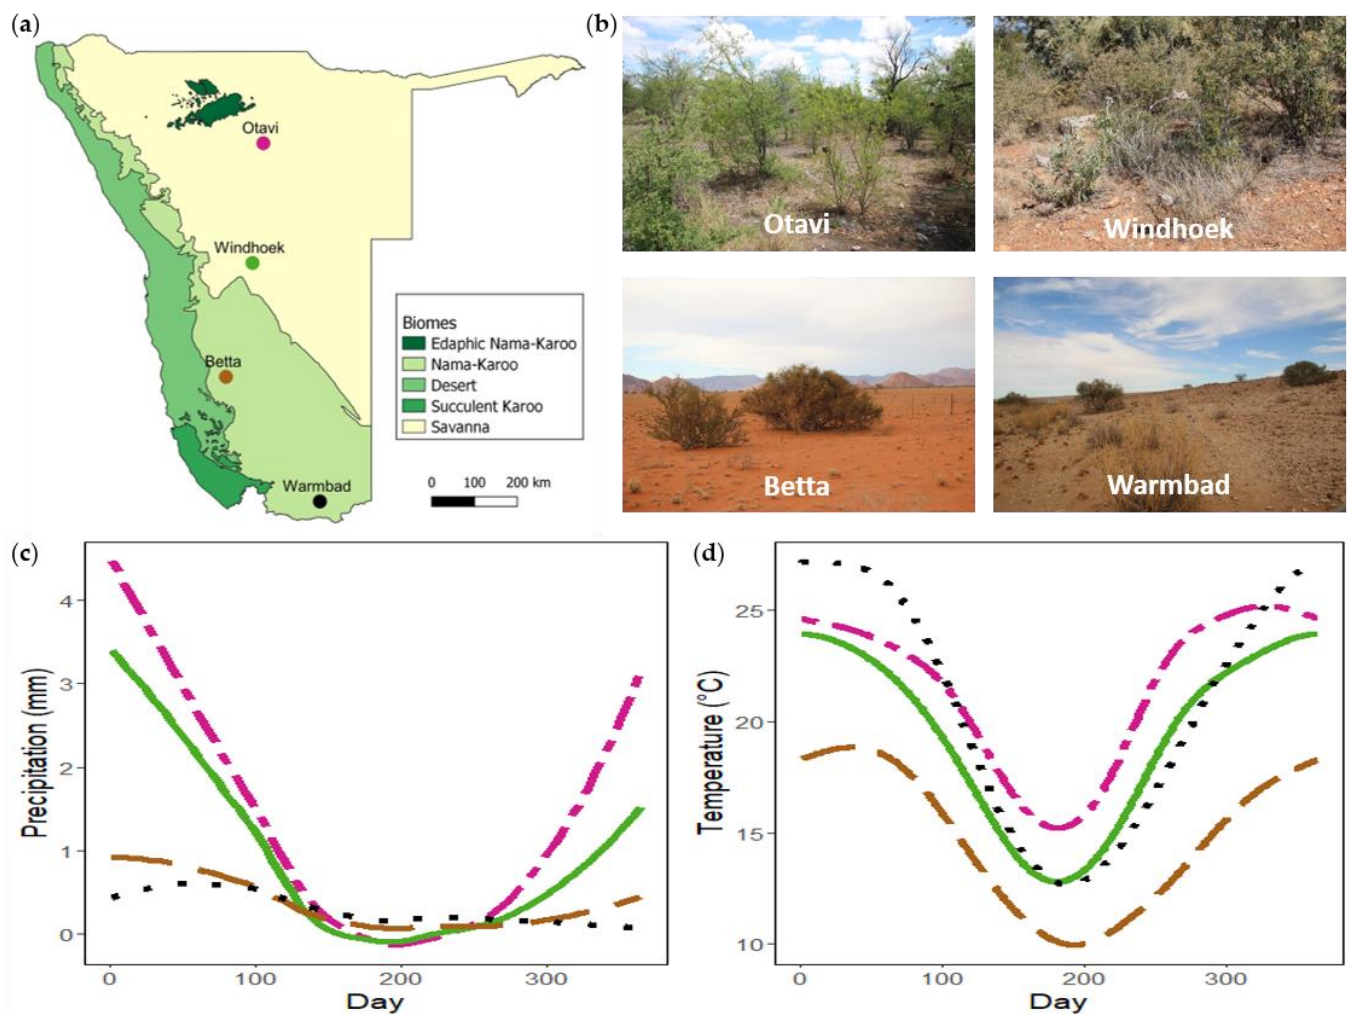 (a)
Otavi
Windhoek
Betta
Warmbad
Biomes
Edaphic Nama-Karoo
Nama-Karoo
Desert
Succulent Karoo
Savanna
0 100 200 km
(b)
Otavi
Windhoek
Betta
Warmbad
(c)
Precipitation (mm)
4
3
2
1
0
0 100 200 300
Day
(d)
Temperature (°C)
25
20
15
10
0 100 200 300
Day